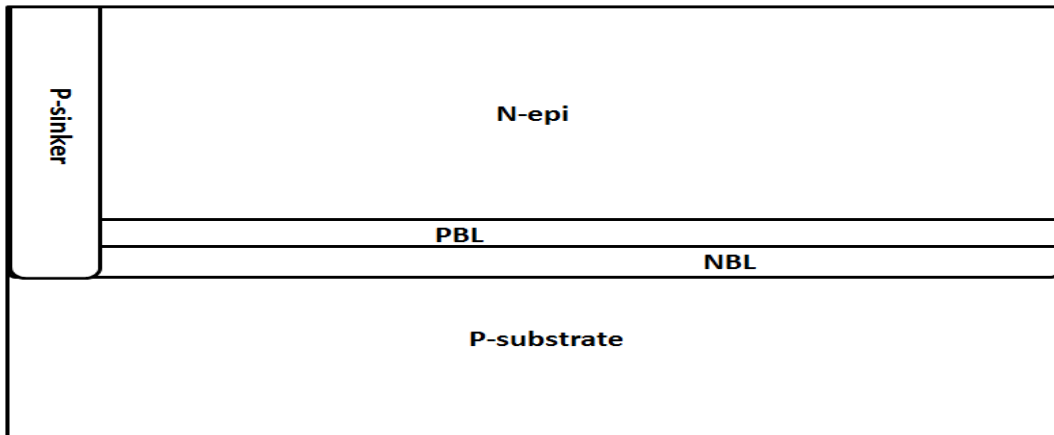 P-sinker
N-epi
PBL
NBL
P-substrate